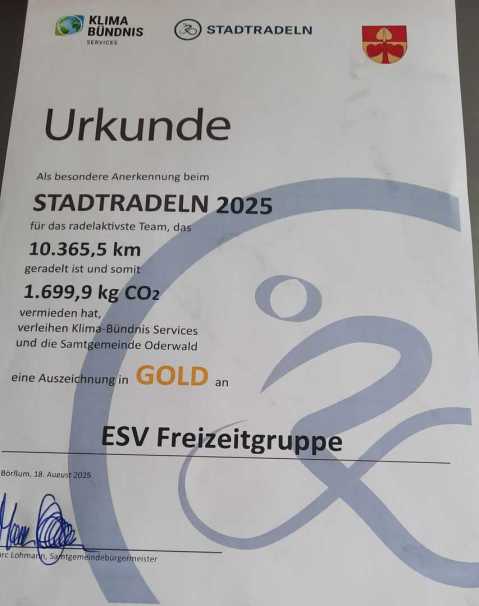 KLIMA
BÜNDNIS
SERVICES
STADTRADELN
Urkunde
Als besondere Anerkennung beim
STADTRADELN 2025
für das radelaktivste Team, das
10.365,5 km
geradelt ist und somit
1.699,9 kg CO2
vermieden hat,
verleihen Klima-Bündnis Services
und die Samtgemeinde Oderwald
eine Auszeichnung in GOLD an
ESV Freizeitgruppe
Börßum, 18. August 2025
arc Lohmann, Samtgemeindebürgermeister